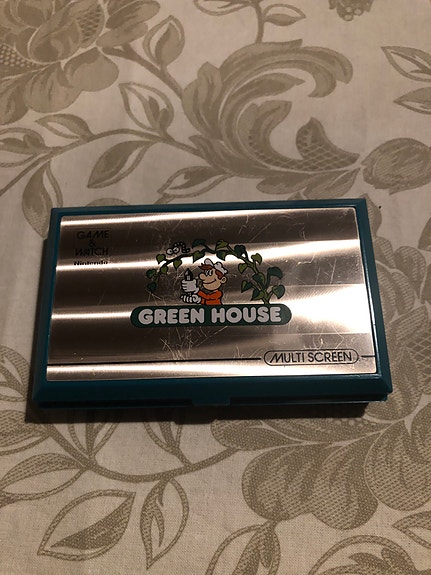 GAME
&
WATCH
Nintendo
GREEN HOUSE
MULTI SCREEN